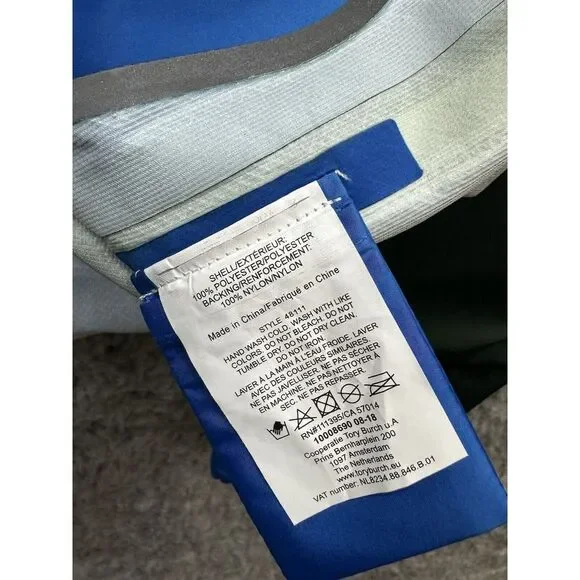 SHELL/EXTÉRIEUR:
100% POLYESTER/POLYESTER
BACKING/RENFORCEMENT:
100% NYLON/NYLON
Made in China/Fabriqué en Chine
STYLE 48111
HAND WASH COLD. WASH WITH LIKE
COLORS. DO NOT BLEACH. DO NOT
TUMBLE DRY. DO NOT DRY CLEAN.
DO NOT IRON.
LAVER À LA MAIN À L'EAU FROIDE. LAVER
AVEC DES COULEURS SIMILAIRES.
NE PAS JAVELLISER. NE PAS SÉCHER
EN MACHINE. NE PAS NETTOYER À
SEC. NE PAS REPASSER.
RN#111395/CA 57014
10008690 08-18
Cooperatie Tory Burch u.A
Prins Bernharplein 200
1097 Amsterdam
The Netherlands
www.toryburch.eu
VAT number: NL8234.88.846.B.01